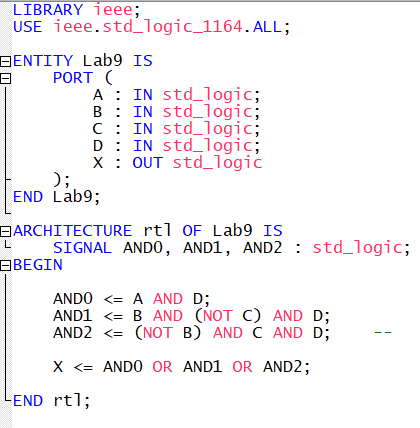 LIBRARY ieee;
USE ieee.std_logic_1164.ALL;
ENTITY Lab9 IS
PORT (
A : IN std_logic;
B : IN std_logic;
C : IN std_logic;
D : IN std_logic;
X : OUT std_logic
);
END Lab9;
ARCHITECTURE rtl OF Lab9 IS
SIGNAL AND0, AND1, AND2 : std_logic;
BEGIN
AND0 <= A AND D;
AND1 <= B AND (NOT C) AND D;
AND2 <= (NOT B) AND C AND D; --
X <= AND0 OR AND1 OR AND2;
END rtl;